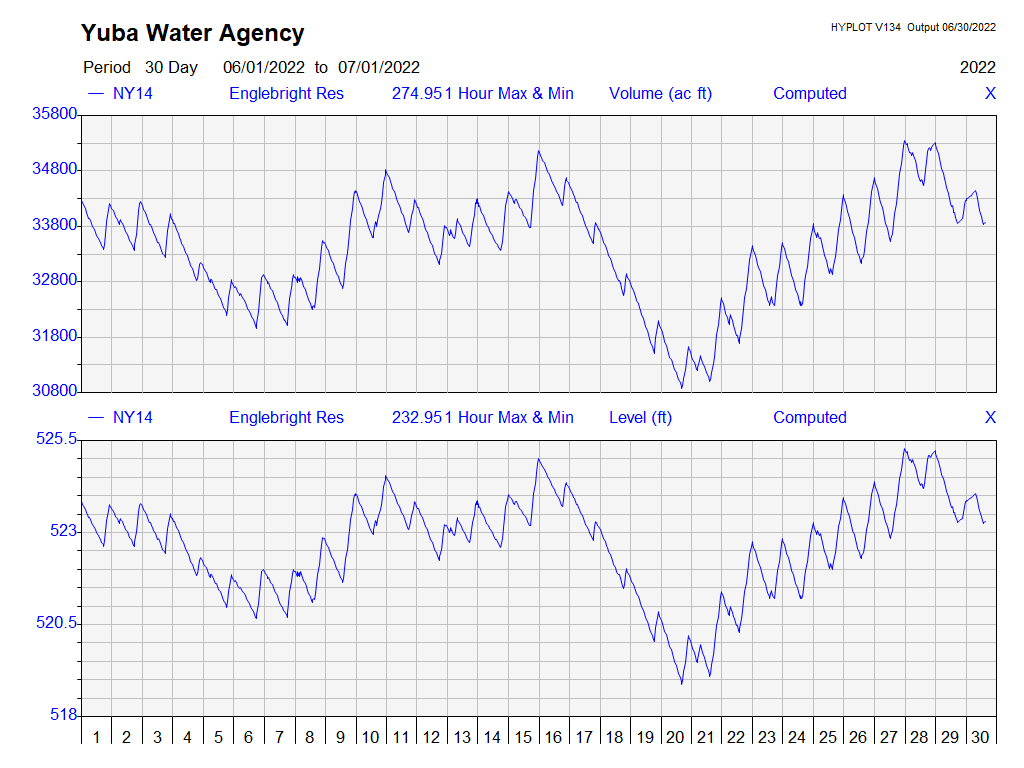 Yuba Water Agency
HYPLOT V134 Output 06/30/2022
Period 30 Day 06/01/2022 to 07/01/2022
2022
NY14 Englebright Res 274.951 Hour Max & Min Volume (ac ft) Computed X
35800
34800
33800
32800
31800
30800
NY14 Englebright Res 232.951 Hour Max & Min Level (ft) Computed X
525.5
523
520.5
518
1 2 3 4 5 6 7 8 9 10 11 12 13 14 15 16 17 18 19 20 21 22 23 24 25 26 27 28 29 30